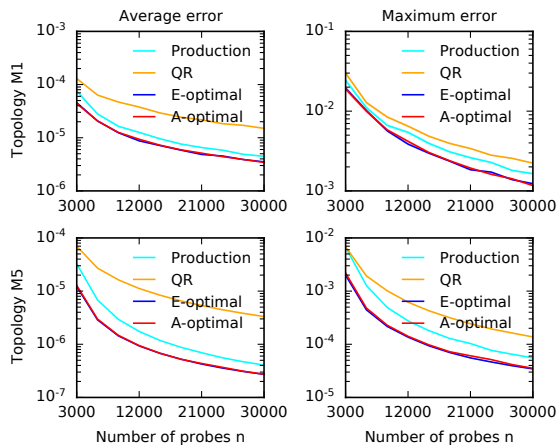 Average error
Maximum error
Topology M1
10^-3
10^-4
10^-5
10^-6
Production
QR
E-optimal
A-optimal
3000 12000 21000 30000
10^-1
10^-2
10^-3
Production
QR
E-optimal
A-optimal
3000 12000 21000 30000
Topology M5
10^-4
10^-5
10^-6
10^-7
Production
QR
E-optimal
A-optimal
3000 12000 21000 30000
Number of probes n
10^-2
10^-3
10^-4
10^-5
Production
QR
E-optimal
A-optimal
3000 12000 21000 30000
Number of probes n